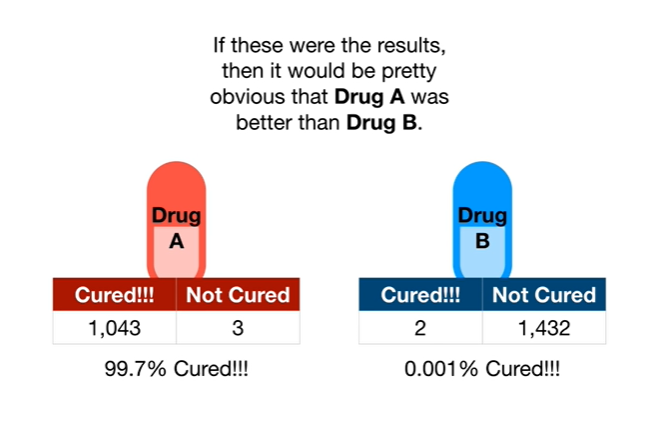 If these were the results,
then it would be pretty
obvious that Drug A was
better than Drug B.
Drug
A
Cured!!! Not Cured
1,043 3
99.7% Cured!!!
Drug
B
Cured!!! Not Cured
2 1,432
0.001% Cured!!!